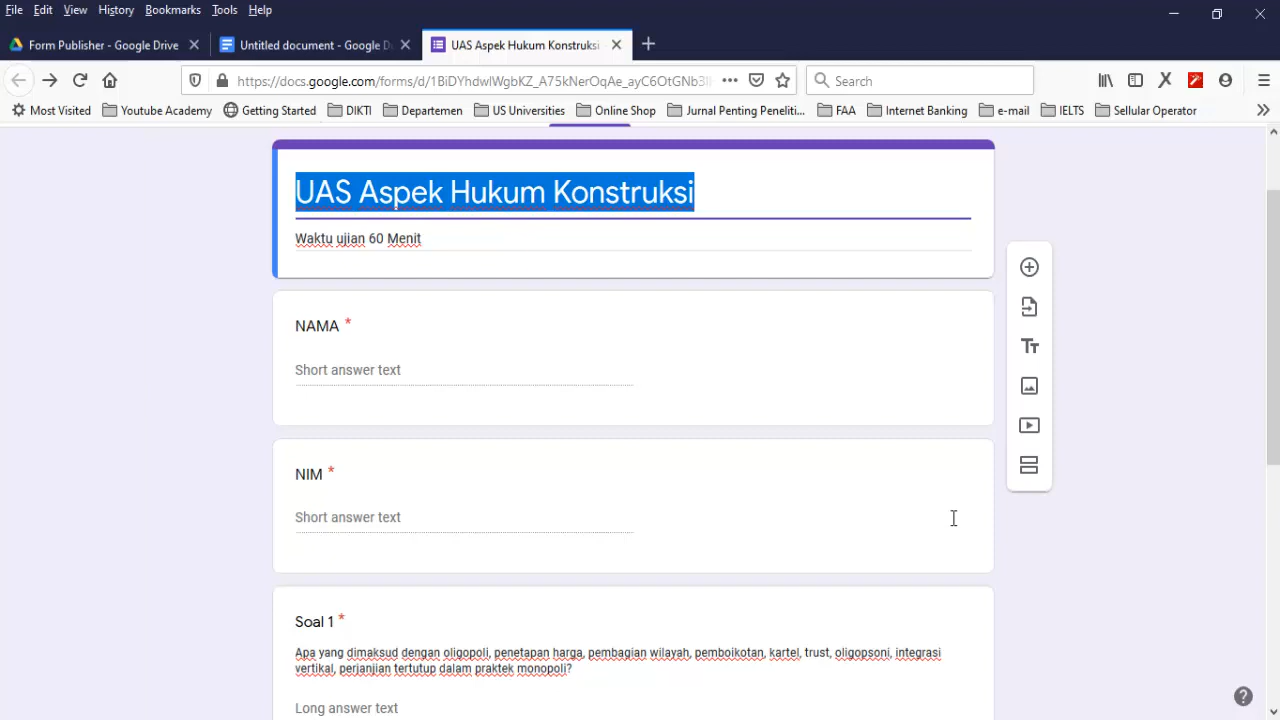 File Edit View History Bookmarks Tools Help
Form Publisher - Google Drive
Untitled document - Google D
UAS Aspek Hukum Konstruksi
https://docs.google.com/forms/d/1BiDYhdwlWgbKZ_A75kNerOqAe_ayC6OtGNb3l
Search
Most Visited Youtube Academy Getting Started DIKTI Departemen US Universities Online Shop Jurnal Penting Peneliti... FAA Internet Banking e-mail IELTS Sellular Operator
UAS Aspek Hukum Konstruksi
Waktu ujian 60 Menit
NAMA *
Short answer text
NIM *
Short answer text
Soal 1 *
Apa yang dimaksud dengan oligopoli, penetapan harga, pembagian wilayah, pemboikotan, kartel, trust, oligopsoni, integrasi
vertikal, perjanjian tertutup dalam praktek monopoli?
Long answer text